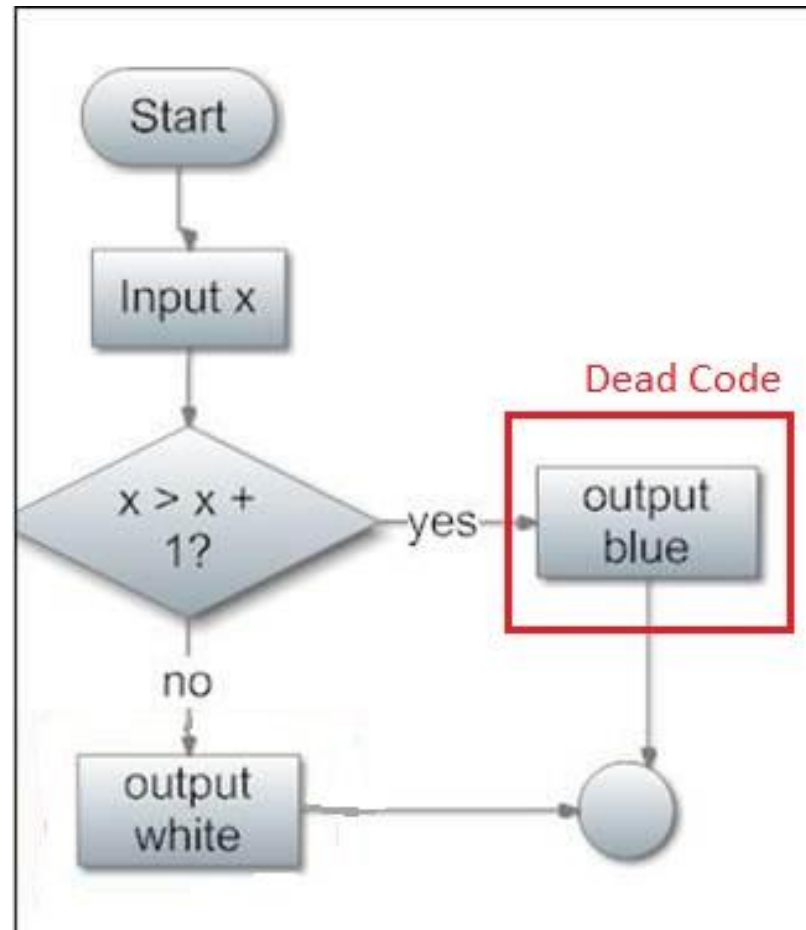 Start
Input x
Dead Code
x > x +
1?
yes
output
blue
no
output
white